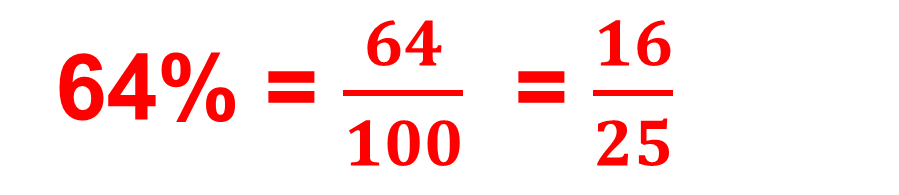 64% = 64/100 = 16/25